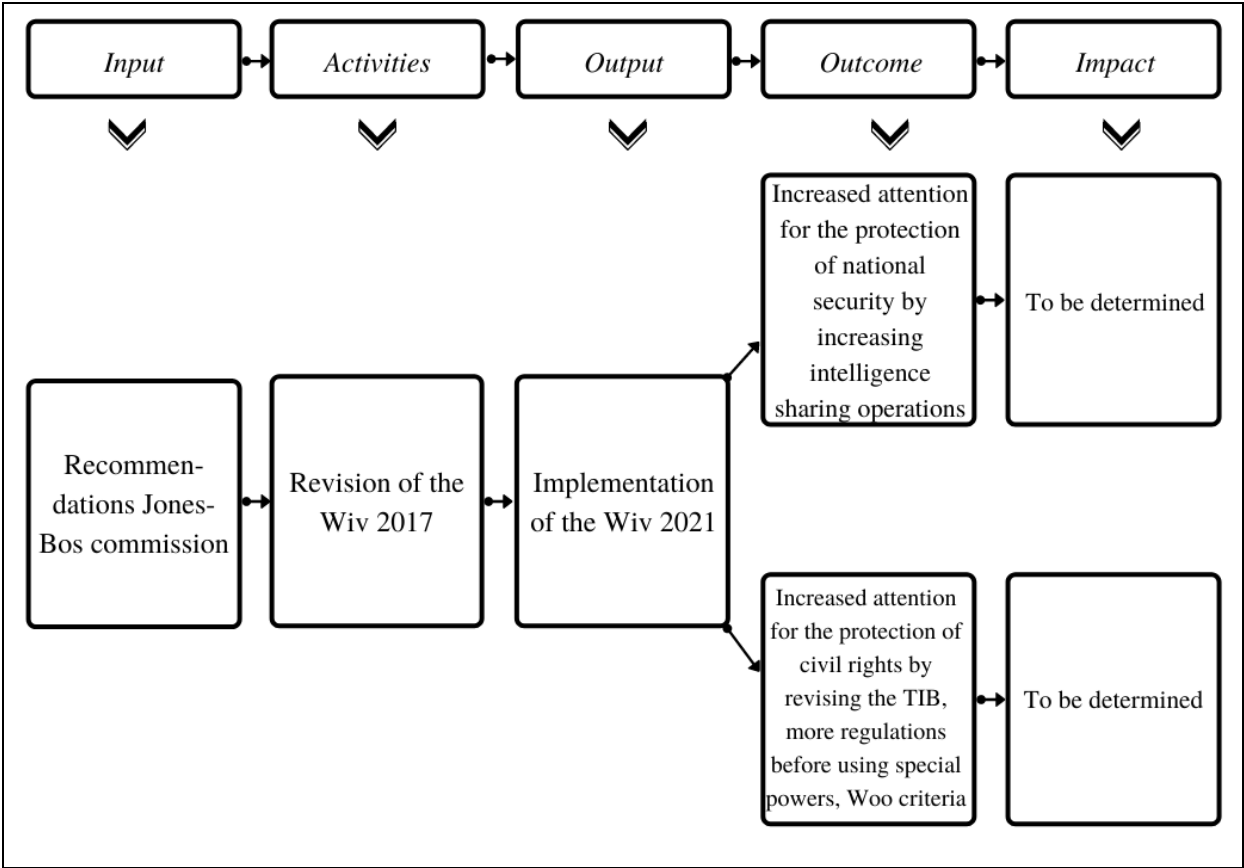 Input
Activities
Output
Outcome
Impact
Recommen-
dations Jones-
Bos commission
Revision of the
Wiv 2017
Implementation
of the Wiv 2021
Increased attention
for the protection
of national
security by
increasing
intelligence
sharing operations
To be determined
Increased attention
for the protection of
civil rights by
revising the TIB,
more regulations
before using special
powers, Woo criteria
To be determined